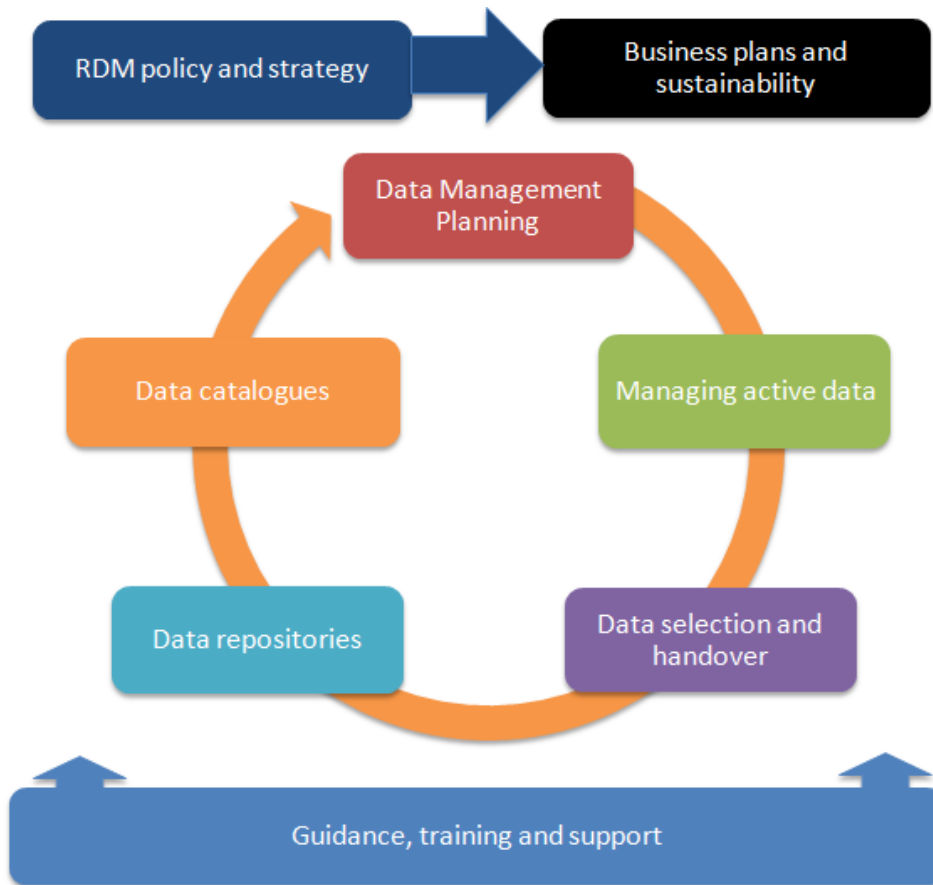 RDM policy and strategy
Business plans and
sustainability
Data Management
Planning
Data catalogues
Managing active data
Data repositories
Data selection and
handover
Guidance, training and support